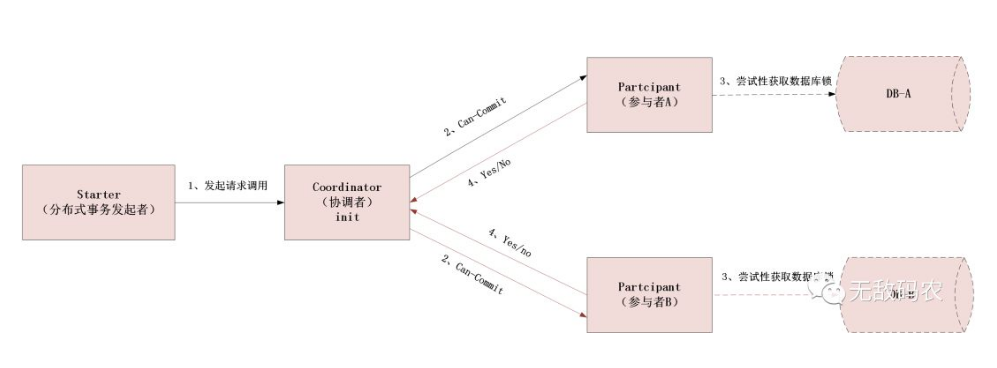 Partcipant
（参与者A）
3、尝试性获取数据库锁
DB-A
2、Can-Commit
4、Yes/No
Starter
（分布式事务发起者）
1、发起请求调用
Coordinator
（协调者）
init
4、Yes/no
2、Can-Commit
Partcipant
（参与者B）
3、尝试性获取数据库锁
无敌码农